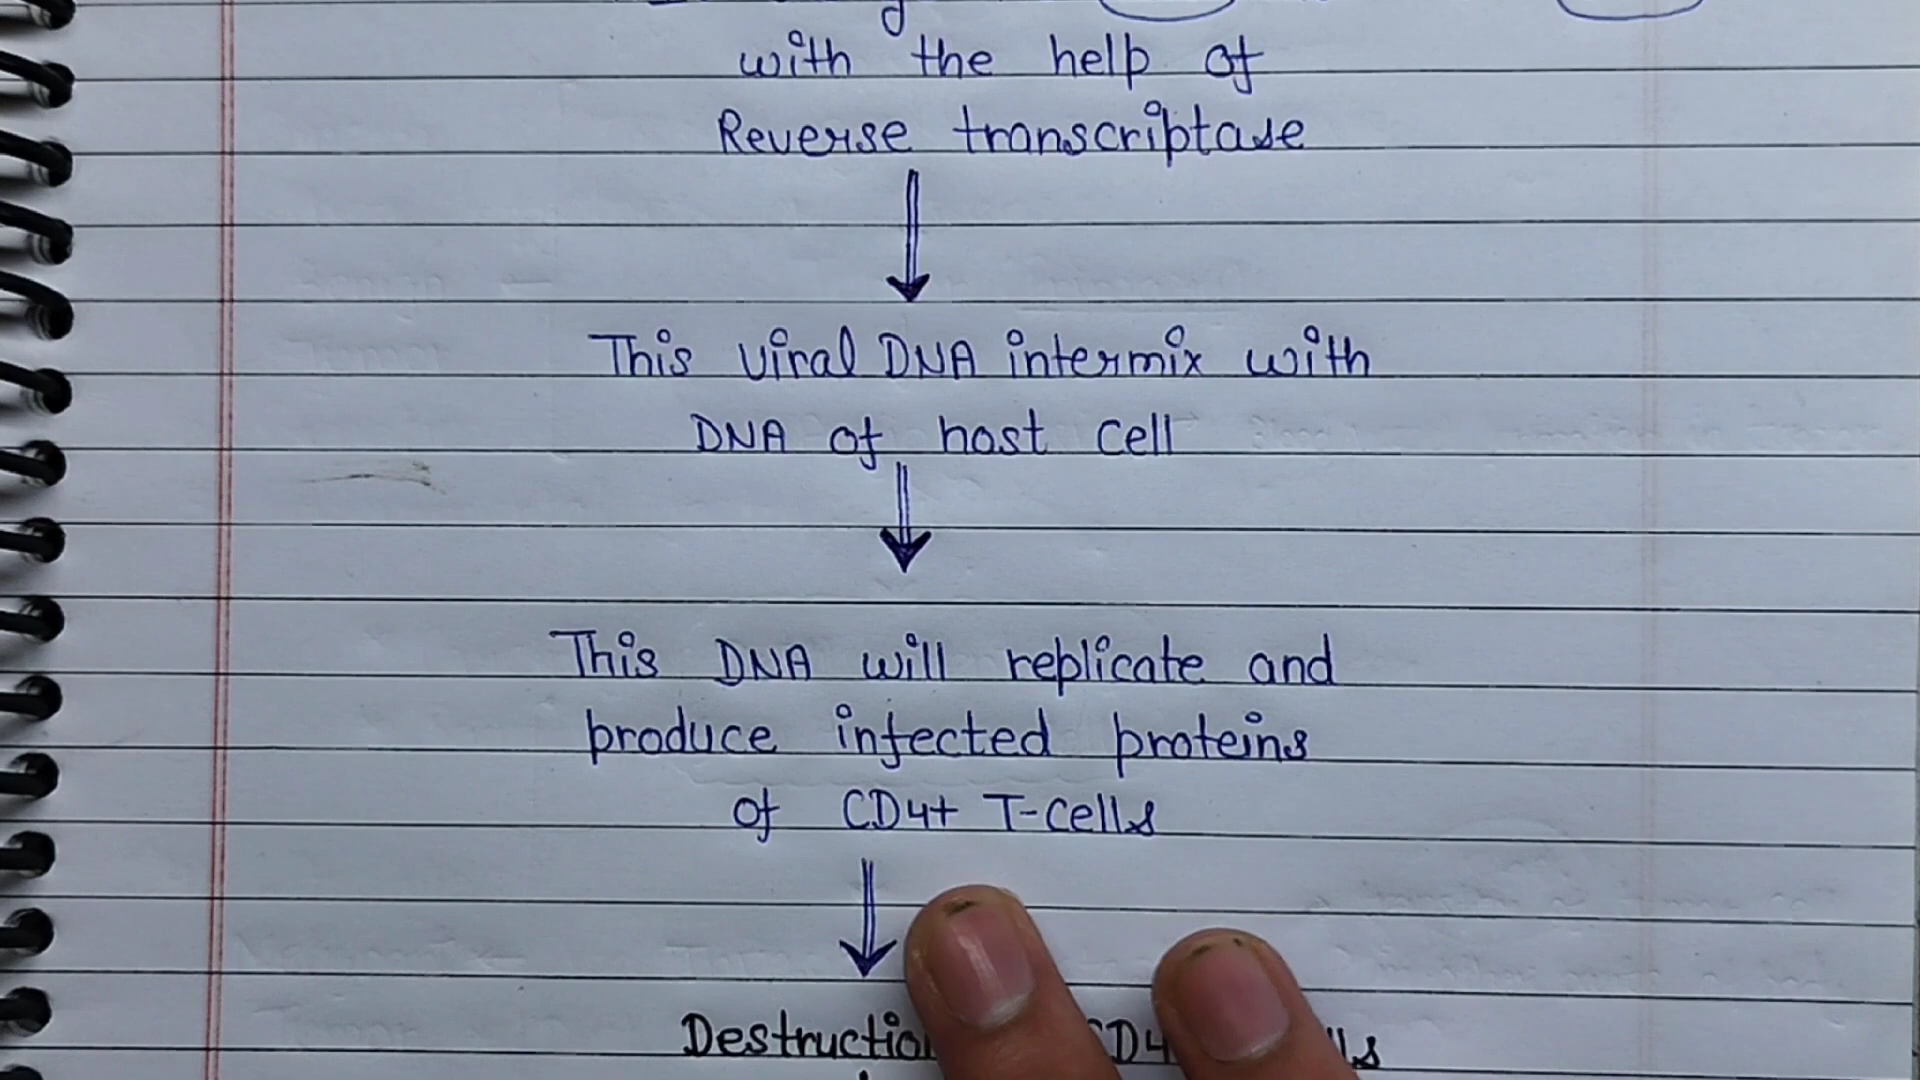 with the help of
Reverse transcriptase
This viral DNA intermix with
DNA of host cell
This DNA will replicate and
produce infected proteins
of CD4+ T-cells